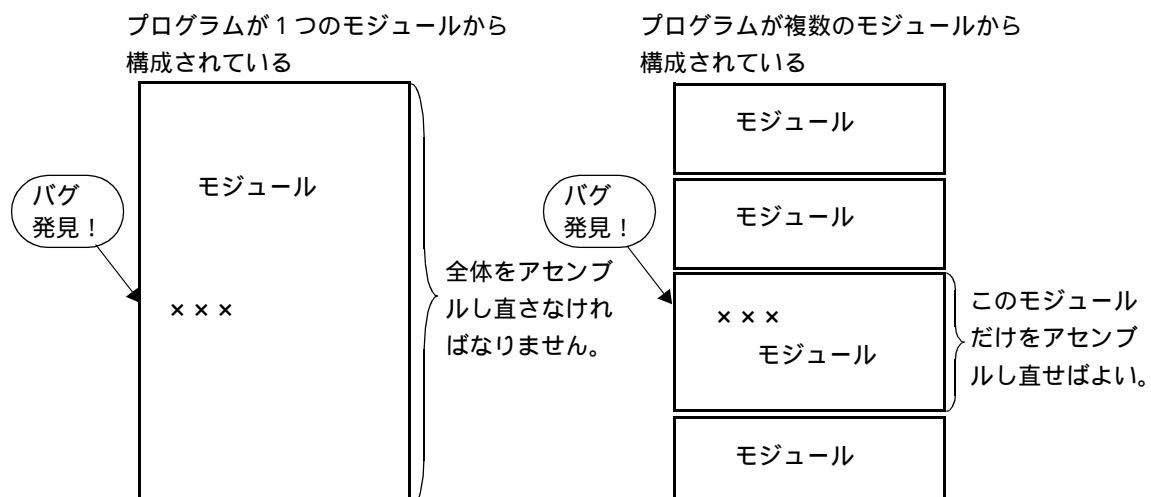 プログラムが１つのモジュールから
構成されている
モジュール
バグ
発見！
×××
全体をアセンブ
ルし直さなけれ
ばなりません。
プログラムが複数のモジュールから
構成されている
モジュール
モジュール
バグ
発見！
×××
モジュール
このモジュール
だけをアセンブ
ルし直せばよい。
モジュール